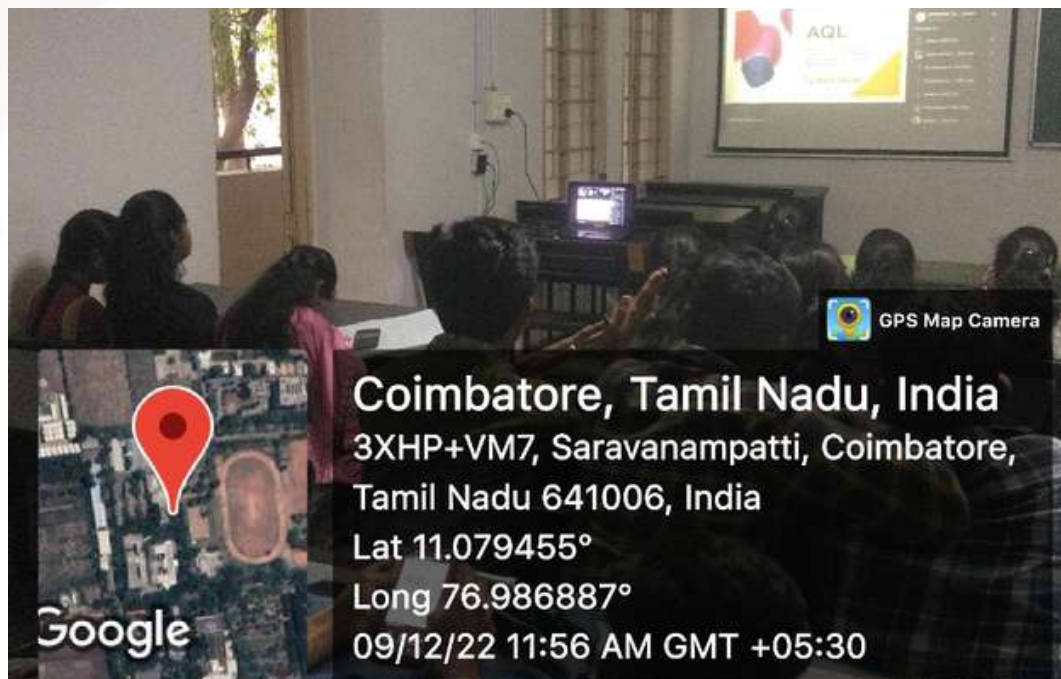 AQL
GPS Map Camera
Coimbatore, Tamil Nadu, India
3XHP+VM7, Saravanampatti, Coimbatore,
Tamil Nadu 641006, India
Lat 11.079455°
Long 76.986887°
09/12/22 11:56 AM GMT +05:30
Google